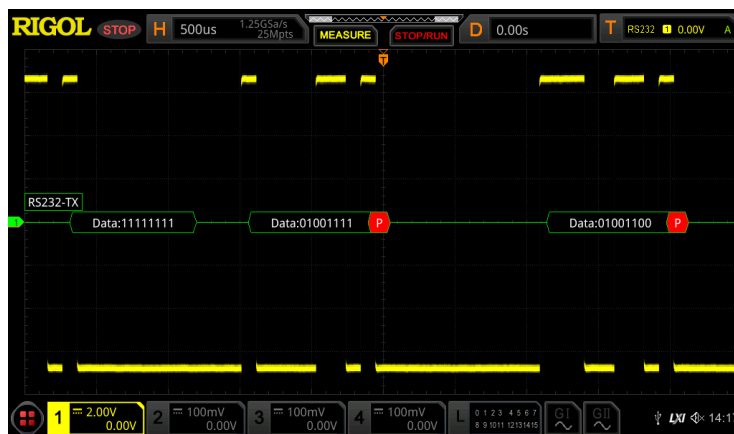 RIGOL STOP H 500us 1.25GSa/s 25Mpts MEASURE STOP/RUN D 0.00s T RS232 1 0.00V A
T
RS232-TX
1 Data:11111111 Data:01001111 P Data:01001100 P
1 2.00V 0.00V 2 100mV 0.00V 3 100mV 0.00V 4 100mV 0.00V L 0 1 2 3 4 5 6 7 8 9 10 11 12 13 14 15 GI GII LXI 14:1